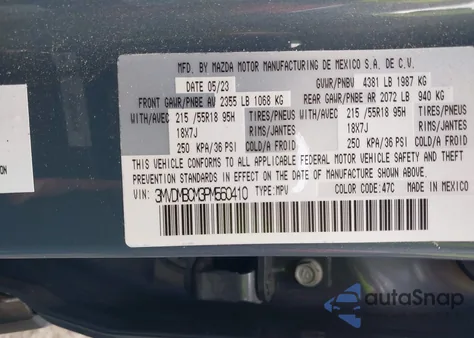 MFD. BY MAZDA MOTOR MANUFACTURING DE MEXICO S.A. DE C.V.
DATE 05/23 GVWR/PNBV 4381 LB 1987 KG
FRONT GAWR/PNBE AV 2355 LB 1068 KG REAR GAWR/PNBE AR 2072 LB 940 KG
WITH/AVEC 215 /55R18 95H TIRES/PNEUS WITH/AVEC 215 /55R18 95H TIRES/PNEUS
18X7J RIMS/JANTES 18X7J RIMS/JANTES
250 KPA/36 PSI COLD/A FROID 250 KPA/36 PSI COLD/A FROID
THIS VEHICLE CONFORMS TO ALL APPLICABLE FEDERAL MOTOR VEHICLE SAFETY AND THEFT
PREVENTION STANDARDS IN EFFECT ON THE DATE OF MANUFACTURE SHOWN ABOVE.
VIN: 3MVDMBCM3PM560410 TYPE:MPV COLOR CODE:47C MADE IN MEXICO
autoSnap